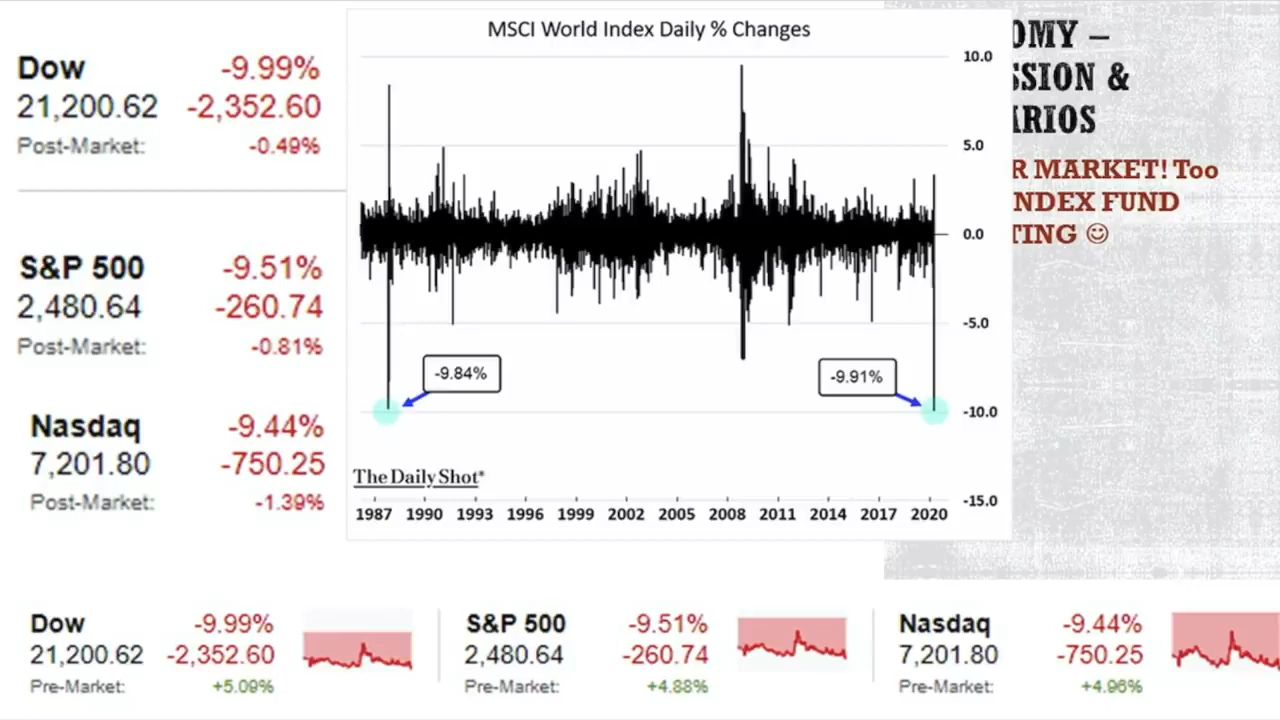 Dow -9.99%
21,200.62 -2,352.60
Post-Market: -0.49%
S&P 500 -9.51%
2,480.64 -260.74
Post-Market: -0.81%
Nasdaq -9.44%
7,201.80 -750.25
Post-Market: -1.39%
MSCI World Index Daily % Changes
10.0
5.0
0.0
-5.0
-10.0
-15.0
-9.84%
-9.91%
The Daily Shot*
1987 1990 1993 1996 1999 2002 2005 2008 2011 2014 2017 2020
OMY –
SSION &
ARIOS
R MARKET! Too
NDEX FUND
TING ☺
Dow -9.99%
21,200.62 -2,352.60
Pre-Market: +5.09%
S&P 500 -9.51%
2,480.64 -260.74
Pre-Market: +4.88%
Nasdaq -9.44%
7,201.80 -750.25
Pre-Market: +4.96%